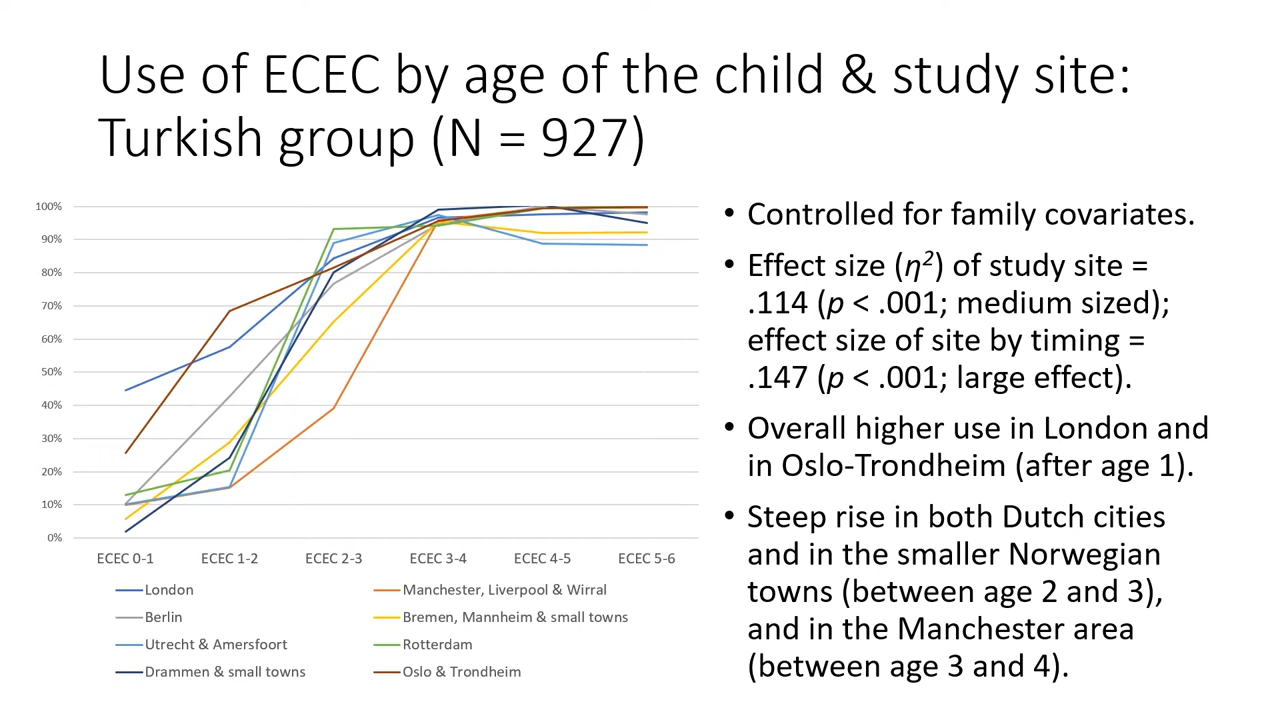 Use of ECEC by age of the child & study site:
Turkish group (N = 927)
100%
90%
80%
70%
60%
50%
40%
30%
20%
10%
0%
ECEC 0-1
ECEC 1-2
ECEC 2-3
ECEC 3-4
ECEC 4-5
ECEC 5-6
London
Manchester, Liverpool & Wirral
Berlin
Bremen, Mannheim & small towns
Utrecht & Amersfoort
Rotterdam
Drammen & small towns
Oslo & Trondheim
• Controlled for family covariates.
• Effect size (η²) of study site =
.114 (p < .001; medium sized);
effect size of site by timing =
.147 (p < .001; large effect).
• Overall higher use in London and
in Oslo-Trondheim (after age 1).
• Steep rise in both Dutch cities
and in the smaller Norwegian
towns (between age 2 and 3),
and in the Manchester area
(between age 3 and 4).